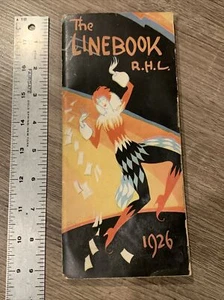 The
LINEBOOK
R.H.L.
1926